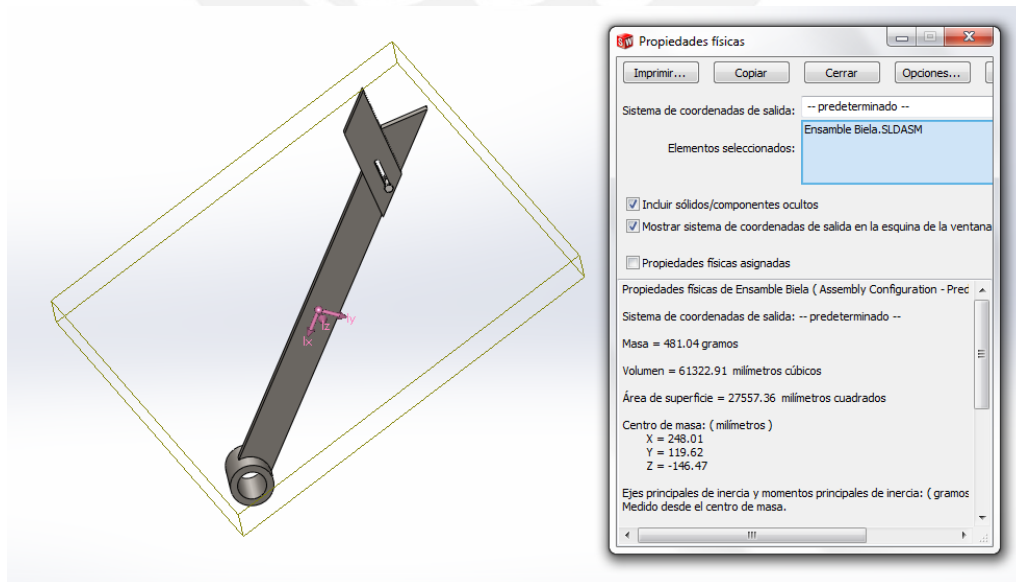 Propiedades físicas
Imprimir... Copiar Cerrar Opciones...
Sistema de coordenadas de salida: -- predeterminado --
Ensamble Biela.SLDASM
Elementos seleccionados:
Incluir sólidos/componentes ocultos
Mostrar sistema de coordenadas de salida en la esquina de la ventana
Propiedades físicas asignadas
Propiedades físicas de Ensamble Biela ( Assembly Configuration - Pred
Sistema de coordenadas de salida: -- predeterminado --
Masa = 481.04 gramos
Volumen = 61322.91 milímetros cúbicos
Área de superficie = 27557.36 milímetros cuadrados
Centro de masa: ( milímetros )
X = 248.01
Y = 119.62
Z = -146.47
Ejes principales de inercia y momentos principales de inercia: ( gramos
Medido desde el centro de masa.
Iy
Iz
Ix